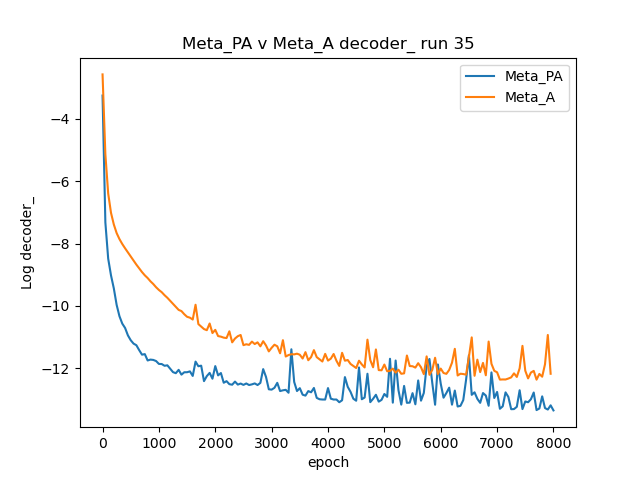 Meta_PA v Meta_A decoder_ run 35
Meta_PA
Meta_A
Log decoder_
−4
−6
−8
−10
−12
0
1000
2000
3000
4000
5000
6000
7000
8000
epoch